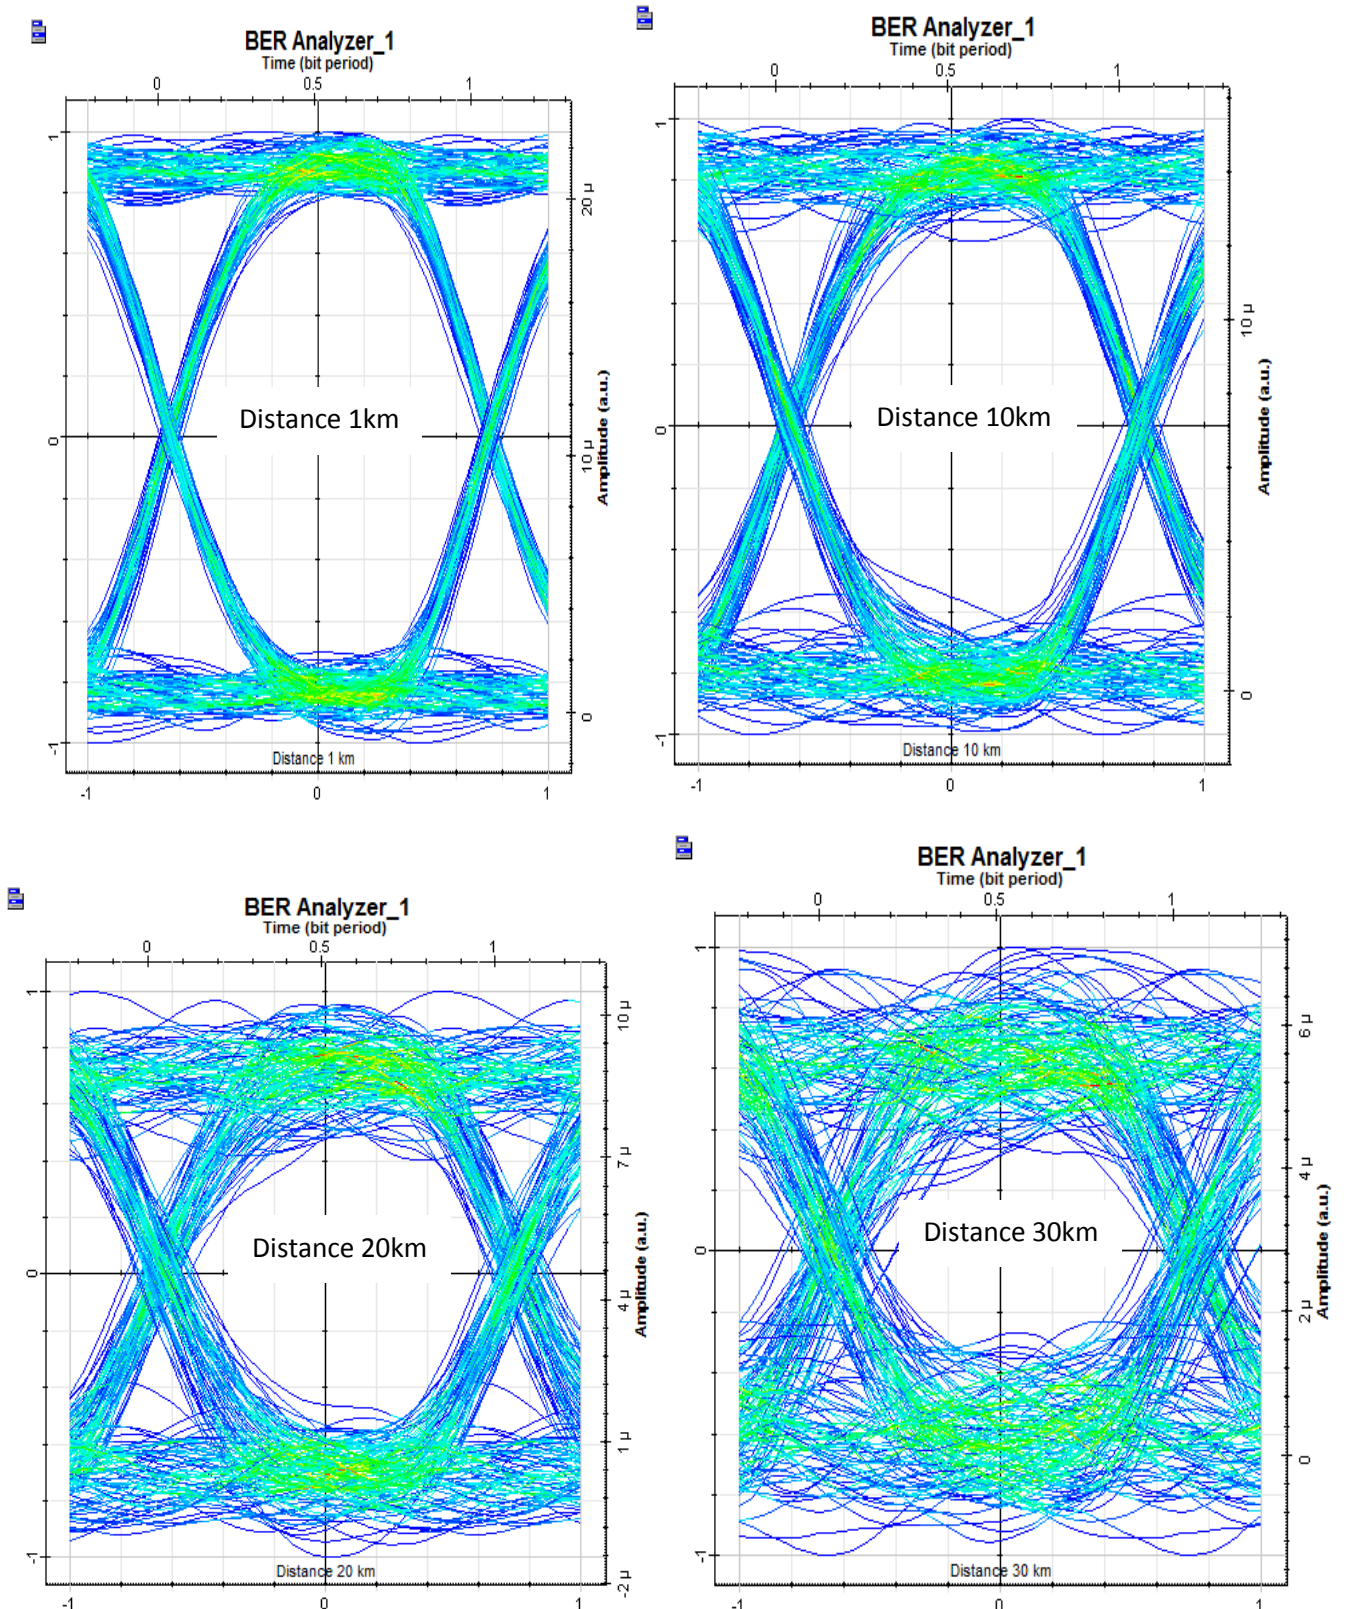 BER Analyzer_1
Time (bit period)
0 0.5 1
1
20 µ
Distance 1km
0
10 µ
Amplitude (a.u.)
0
-1
Distance 1 km
-1 0 1
BER Analyzer_1
Time (bit period)
0 0.5 1
1
10 µ
Distance 10km
0
Amplitude (a.u.)
0
-1
Distance 10 km
-1 0 1
BER Analyzer_1
Time (bit period)
0 0.5 1
1
10 µ
7 µ
Distance 20km
0
4 µ
Amplitude (a.u.)
1 µ
-1
Distance 20 km
-2 µ
-1 0 1
BER Analyzer_1
Time (bit period)
0 0.5 1
1
6 µ
4 µ
Distance 30km
0
2 µ
Amplitude (a.u.)
0
-1
Distance 30 km
-1 0 1